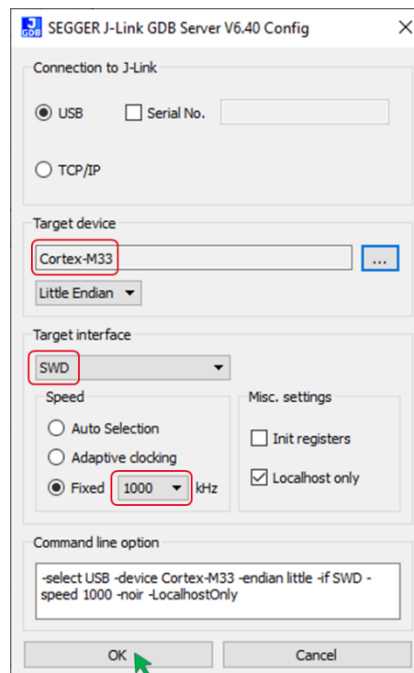 J
GDB
SEGGER J-Link GDB Server V6.40 Config
Connection to J-Link
USB
Serial No.
TCP/IP
Target device
Cortex-M33
...
Little Endian
Target interface
SWD
Speed
Auto Selection
Adaptive clocking
Fixed 1000 kHz
Misc. settings
Init registers
Localhost only
Command line option
-select USB -device Cortex-M33 -endian little -if SWD -
speed 1000 -noir -LocalhostOnly
OK
Cancel